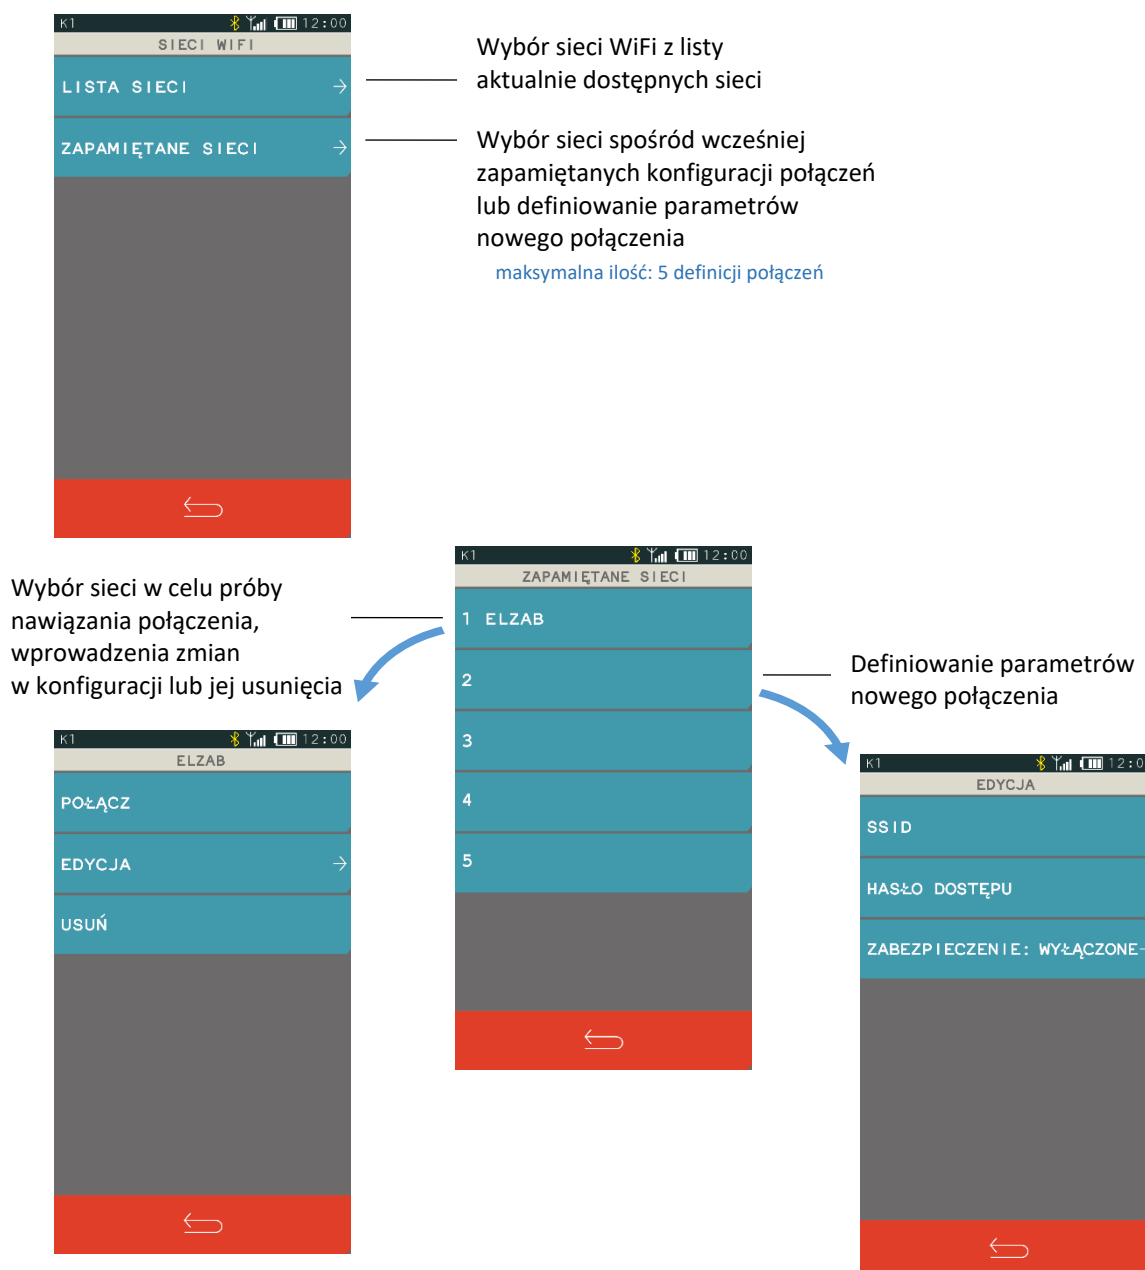 K1 12:00
SIECI WIFI
LISTA SIECI
ZAPAMIĘTANE SIECI
Wybór sieci WiFi z listy
aktualnie dostępnych sieci
Wybór sieci spośród wcześniej
zapamiętanych konfiguracji połączeń
lub definiowanie parametrów
nowego połączenia
maksymalna ilość: 5 definicji połączeń
Wybór sieci w celu próby
nawiązania połączenia,
wprowadzenia zmian
w konfiguracji lub jej usunięcia
K1 12:00
ZAPAMIĘTANE SIECI
1 ELZAB
2
3
4
5
Definiowanie parametrów
nowego połączenia
K1 12:00
ELZAB
POŁĄCZ
EDYCJA
USUŃ
K1 12:0
EDYCJA
SSID
HASŁO DOSTĘPU
ZABEZPIECZENIE: WYŁĄCZONE